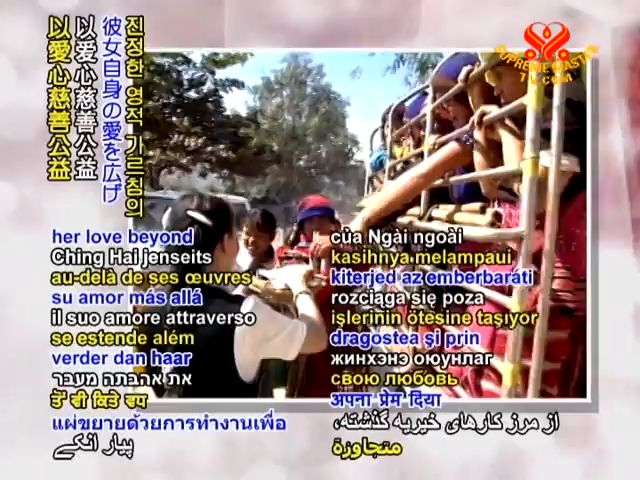 SUPREME MASTER
TV.COM
以愛心慈善公益
以爱心慈善公益
彼女自身の愛を広げ
진정한 영적 가르침의
her love beyond
Ching Hai jenseits
au-delà de ses œuvres
su amor más allá
il suo amore attraverso
se estende além
verder dan haar
את אהבתה מעבר
ਤੋਂ ਵੀ ਕਿਤੇ ਵਧ
แผ่ขยายด้วยการทำงานเพื่อ
پیار انکے
của Ngài ngoài
kasihnya melampaui
kiterjed az emberbaráti
rozciąga się poza
işlerinin ötesine taşıyor
dragostea şi prin
жинхэнэ оюунлаг
свою любовь
अपना प्रेम दिया
از مرز کارهای خیریه گذشته،
متجاوزة